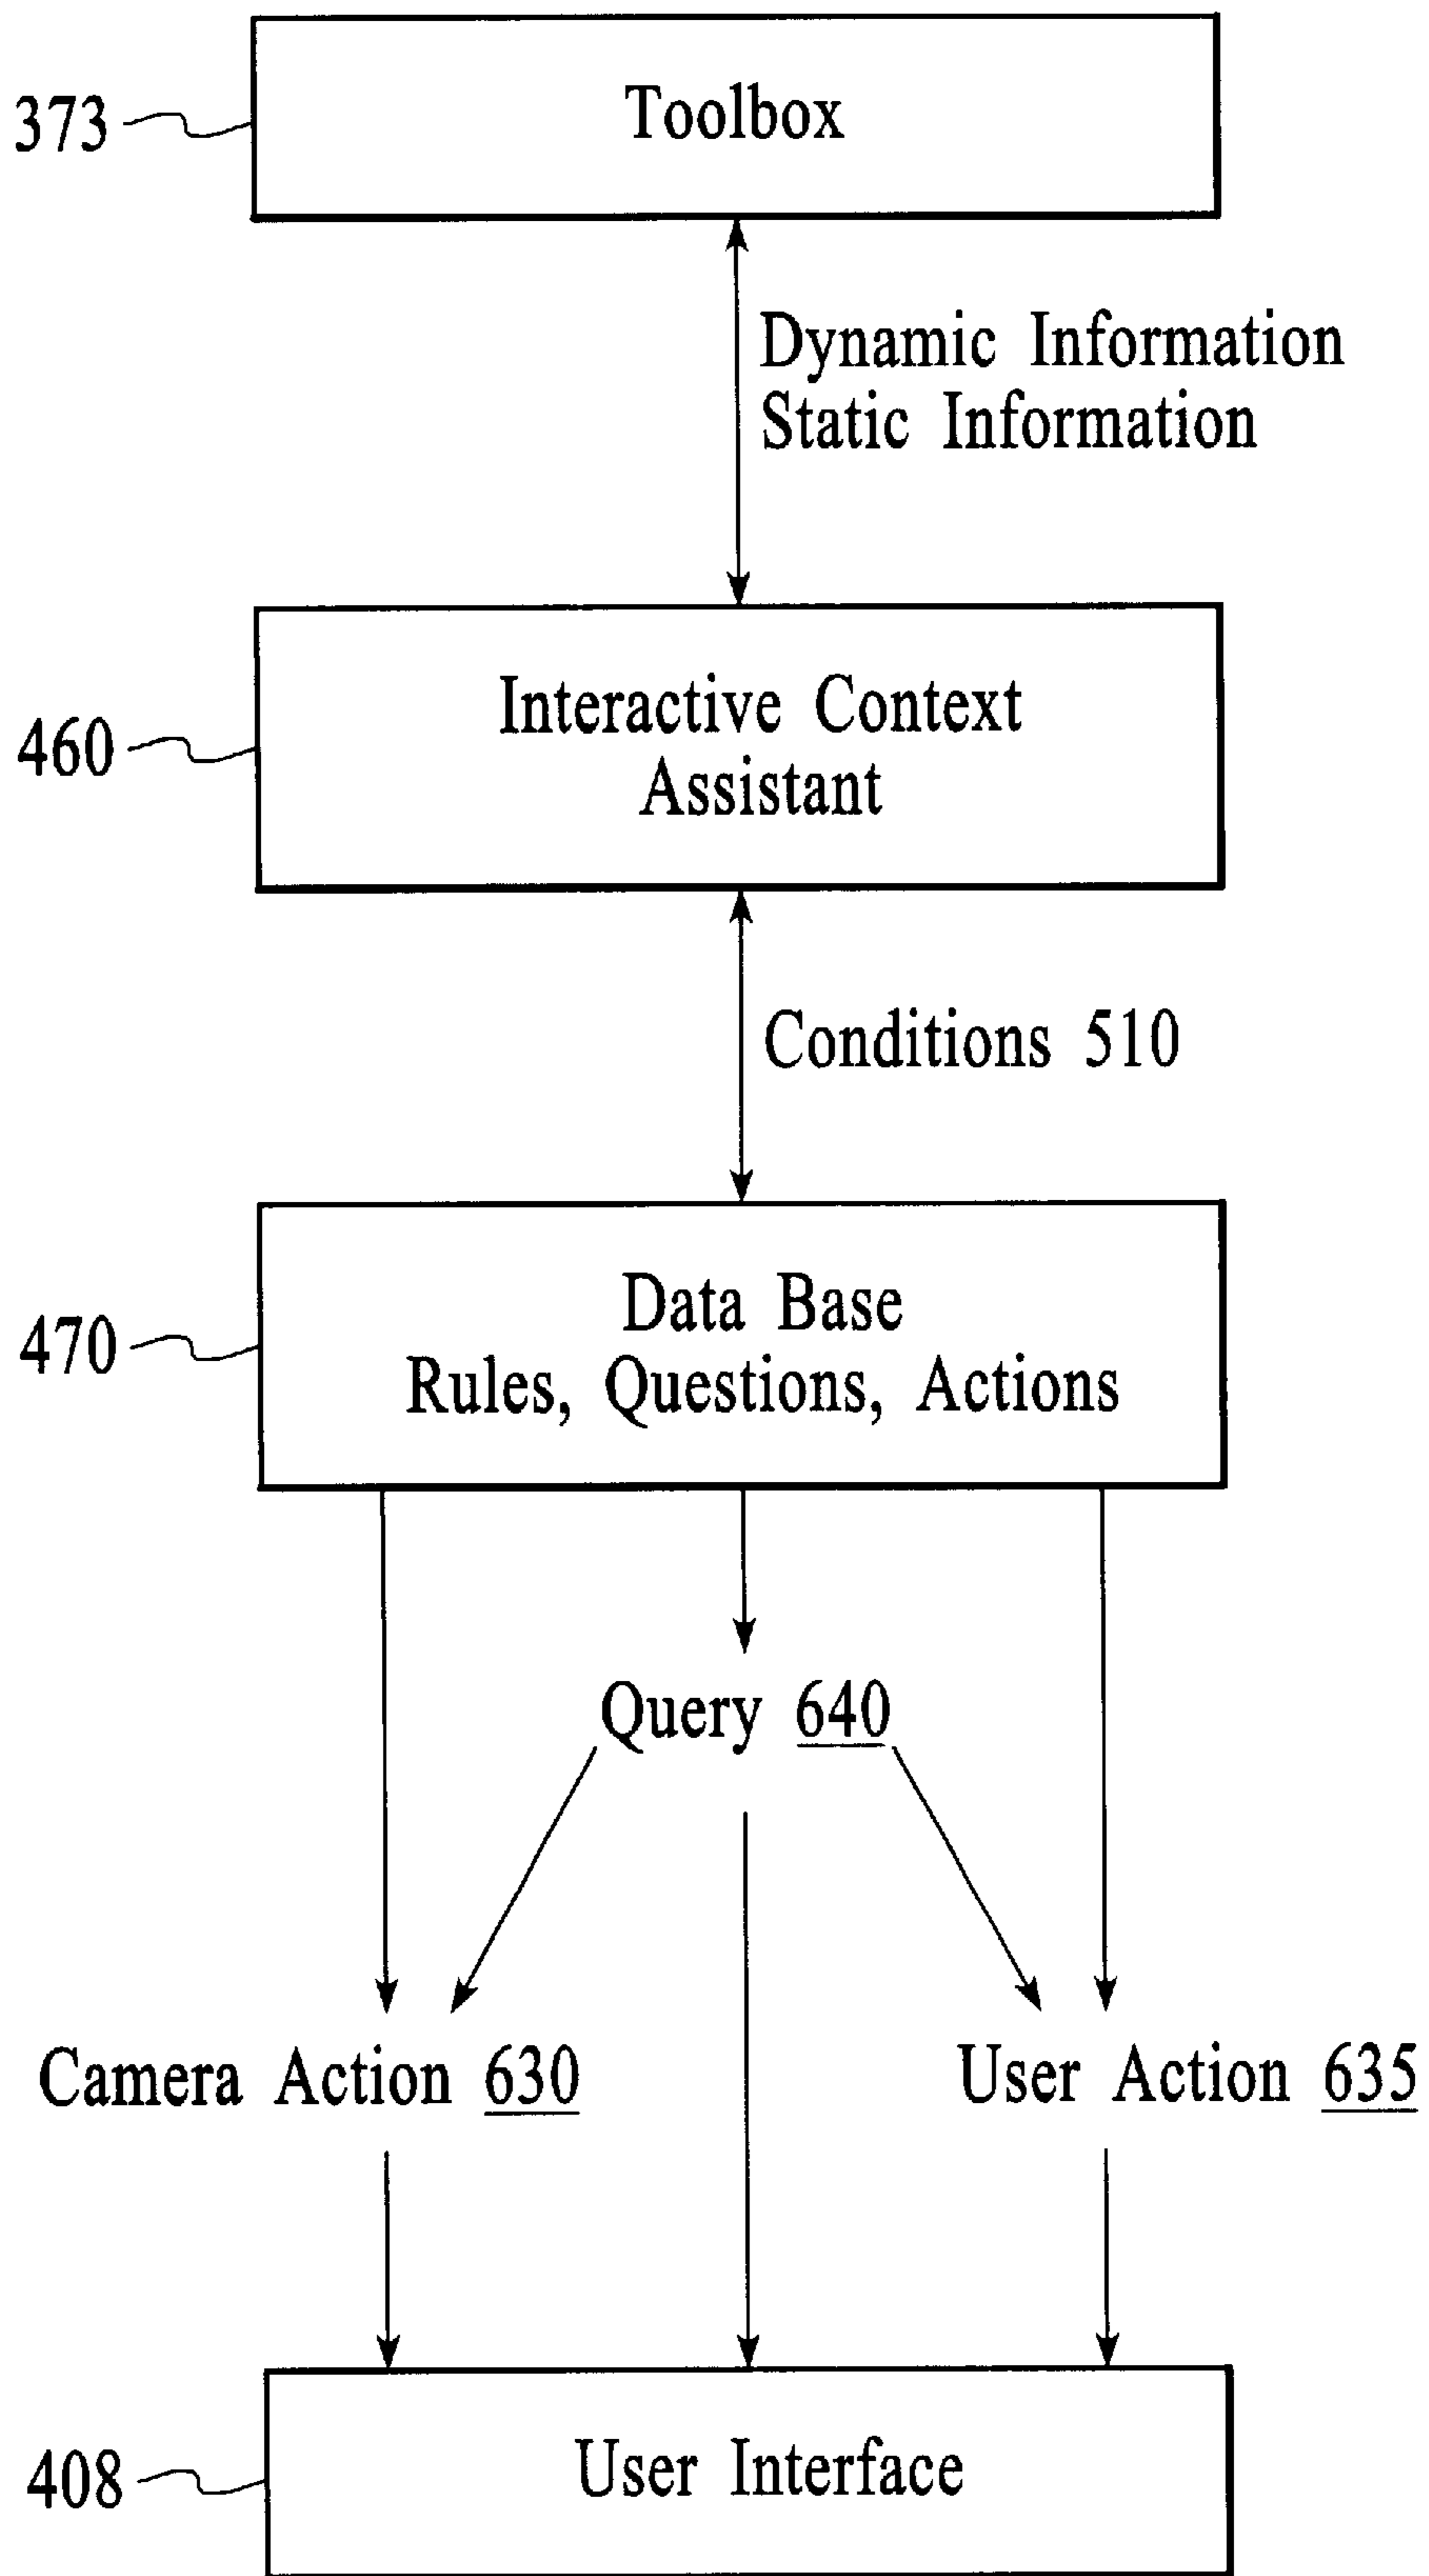 373
Toolbox
Dynamic Information
Static Information
460
Interactive Context
Assistant
Conditions 510
470
Data Base
Rules, Questions, Actions
Query 640
Camera Action 630
User Action 635
408
User Interface